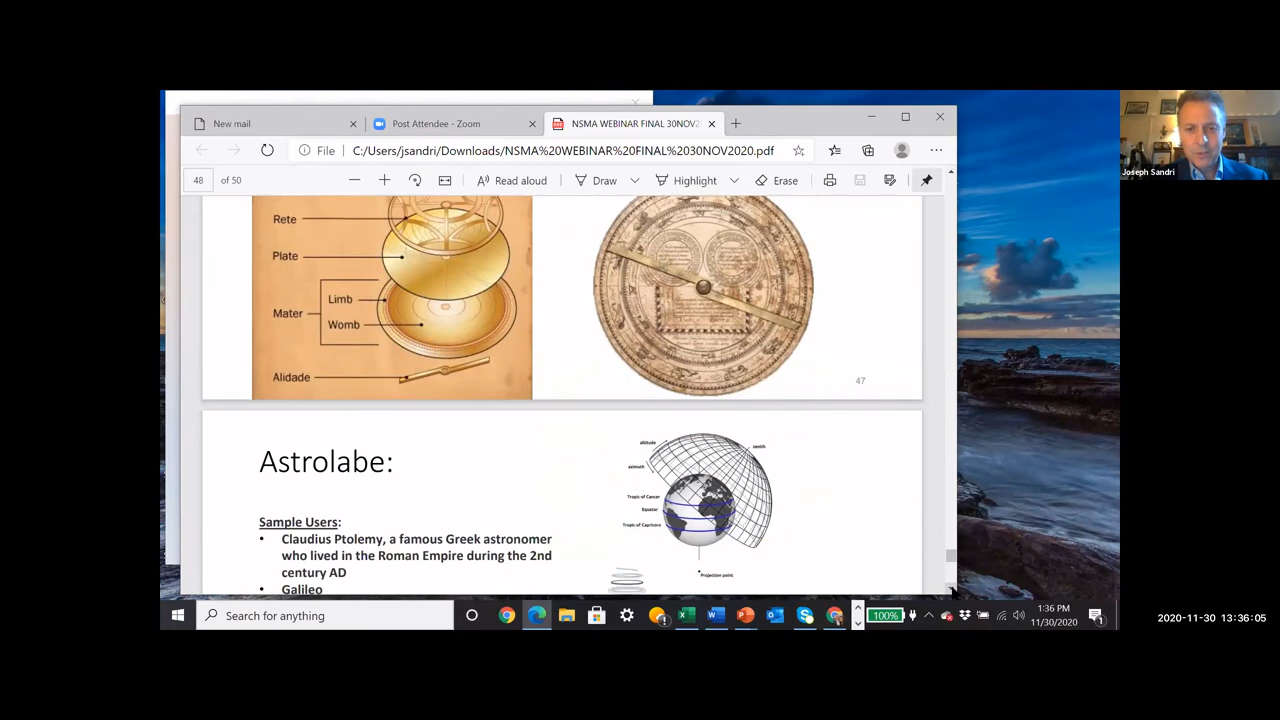 New mail
Post Attendee - Zoom
NSMA WEBINAR FINAL 30NOV2
File
C:/Users/jsandri/Downloads/NSMA%20WEBINAR%20FINAL%2030NOV2020.pdf
48 of 50
Read aloud
Draw
Highlight
Erase
Joseph Sandri
Rete
Plate
Limb
Mater
Womb
Alidade
47
Astrolabe:
altitude
zenith
azimuth
Tropic of Cancer
Equator
Tropic of Capricorn
Projection point
Sample Users:
• Claudius Ptolemy, a famous Greek astronomer
who lived in the Roman Empire during the 2nd
century AD
• Galileo
Search for anything
100%
1:36 PM
11/30/2020
1
2020-11-30 13:36:05